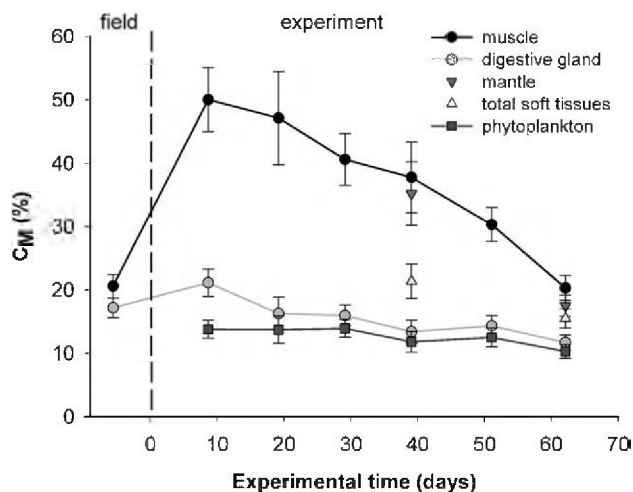 field experiment
muscle
digestive gland
mantle
total soft tissues
phytoplankton
60
50
40
30
20
10
0
C_M (%)
0 10 20 30 40 50 60 70
Experimental time (days)